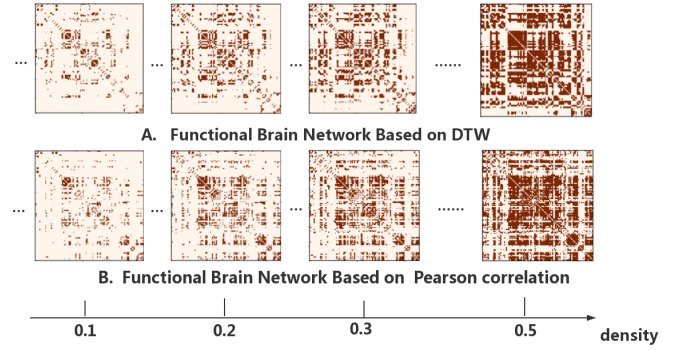 ... ... ... ......
A. Functional Brain Network Based on DTW
... ... ... ......
B. Functional Brain Network Based on Pearson correlation
0.1 0.2 0.3 0.5 density